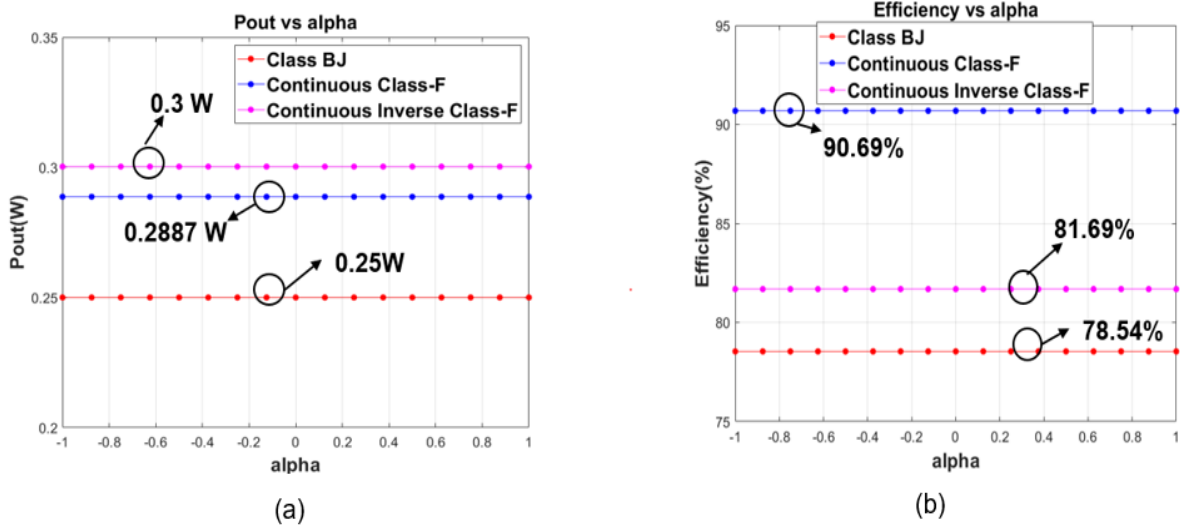 Pout vs alpha
0.35
Class BJ
Continuous Class-F
Continuous Inverse Class-F
0.3 W
0.3
0.2887 W
0.25W
0.25
0.2
Pout(W)
-1 -0.8 -0.6 -0.4 -0.2 0 0.2 0.4 0.6 0.8 1
alpha
(a)
Efficiency vs alpha
95
Class BJ
Continuous Class-F
Continuous Inverse Class-F
90
90.69%
85
81.69%
80
78.54%
75
Efficiency(%)
-1 -0.8 -0.6 -0.4 -0.2 0 0.2 0.4 0.6 0.8 1
alpha
(b)